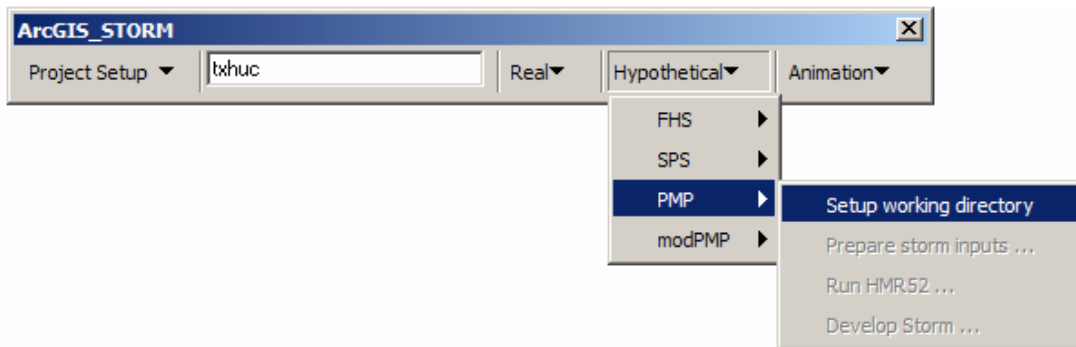 ArcGIS_STORM
Project Setup txhuc Real Hypothetical Animation
FHS
SPS
PMP
modPMP
Setup working directory
Prepare storm inputs ...
Run HMR52 ...
Develop Storm ...